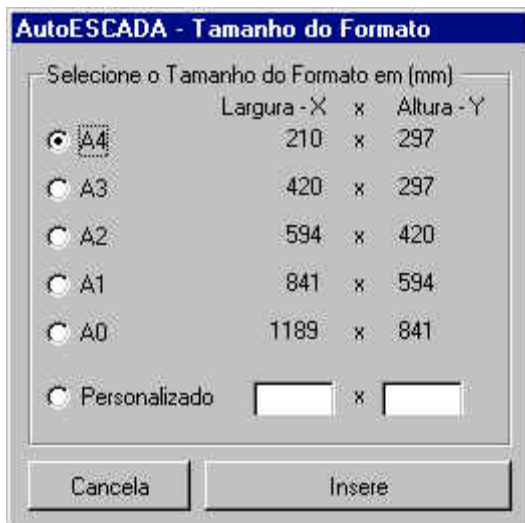 AutoESCADA - Tamanho do Formato
Selecione o Tamanho do Formato em (mm)
Largura - X x Altura - Y
A4 210 x 297
A3 420 x 297
A2 594 x 420
A1 841 x 594
A0 1189 x 841
Personalizado x
Cancela Insere